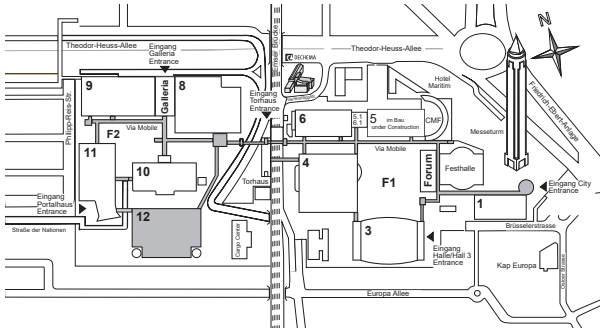 Theodor-Heuss-Allee
Eingang
Galleria
Entrance
Emser Brücke
DECHEMA
Theodor-Heuss-Allee
N
Hotel
Maritim
Friedrich-Ebert-Anlage
Philipp-Reis-Str.
9
Galleria
8
Eingang
Torhaus
Entrance
6
5.1
6.1
5
im Bau
under Construction
CMF
Messeturm
F2
Via Mobile
Via Mobile
11
10
4
F1
Forum
Festhalle
Torhaus
Eingang City
Entrance
Eingang
Portalhaus
Entrance
12
1
3
Brüsselerstrasse
Straße der Nationen
Cargo Center
Eingang
Halle/Hall 3
Entrance
Kap Europa
Osloer Strasse
Europa Allee